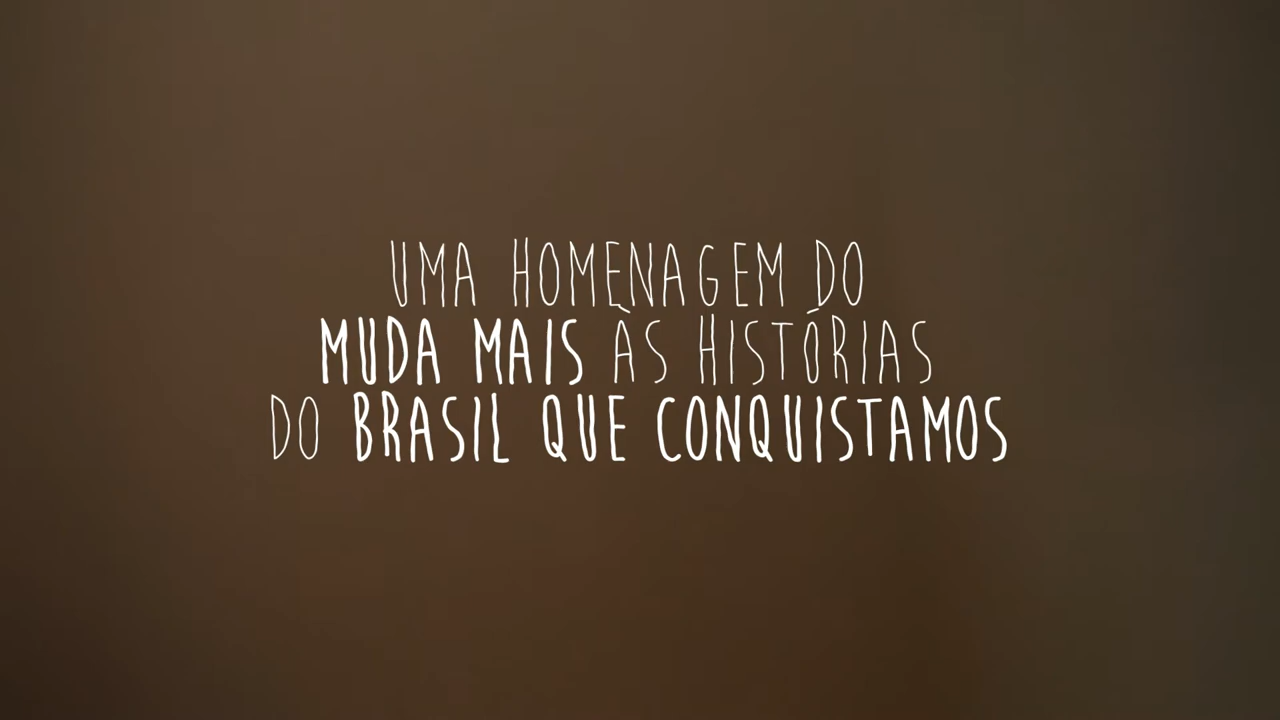 UMA HOMENAGEM DO
MUDA MAIS ÀS HISTÓRIAS
DO BRASIL QUE CONQUISTAMOS